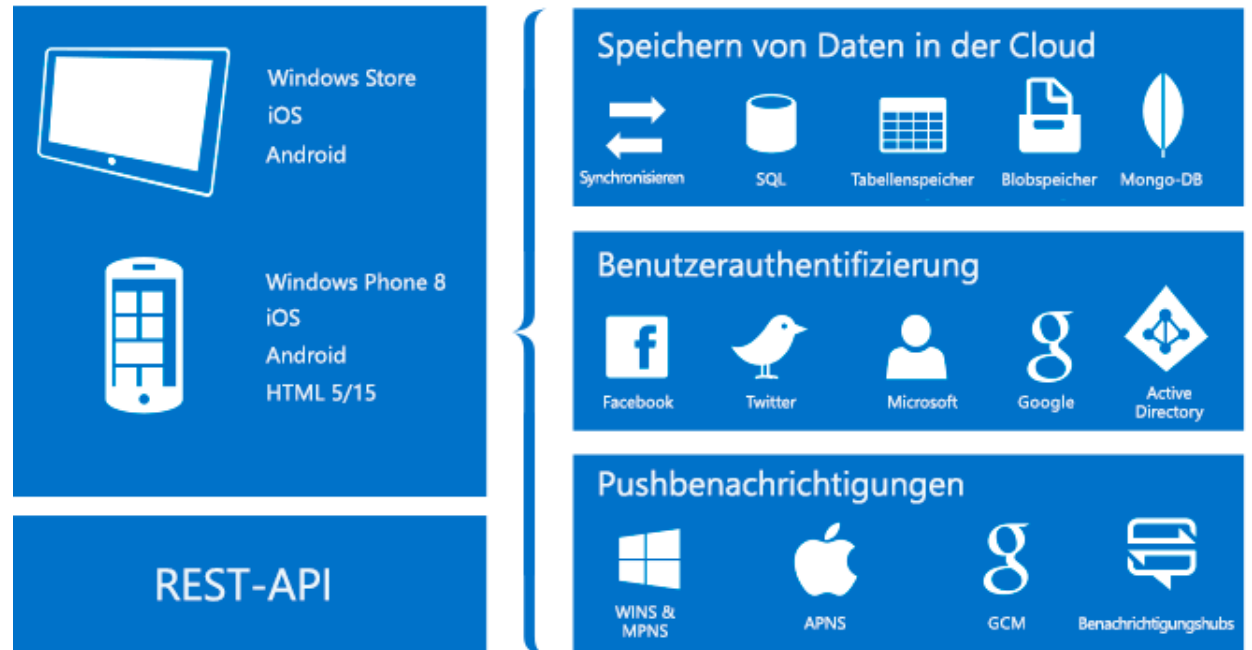 Windows Store
iOS
Android
Windows Phone 8
iOS
Android
HTML 5/15
REST-API
Speichern von Daten in der Cloud
Synchronisieren
SQL
Tabellenspeicher
Blobspeicher
Mongo-DB
Benutzerauthentifizierung
Facebook
Twitter
Microsoft
Google
Active
Directory
Pushbenachrichtigungen
WINS &
MPNS
APNS
GCM
Benachrichtigungshubs